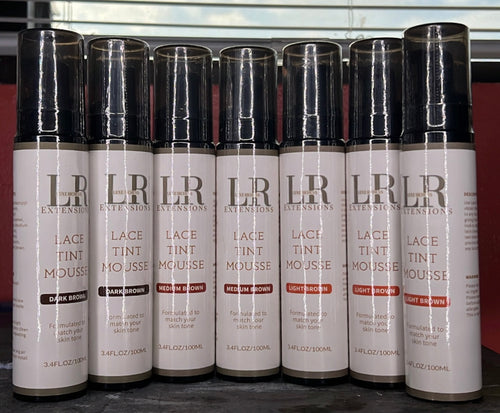 LR
EXTENSIONS
LACE
TINT
MOUSSE
DARK BROWN
Formulated to
match your
skin tone
3.4FL.OZ/100ML
LR
EXTENSIONS
LACE
TINT
MOUSSE
DARK BROWN
Formulated to
match your
skin tone
3.4FL.OZ/100ML
LR
EXTENSIONS
LACE
TINT
MOUSSE
MEDIUM BROWN
Formulated to
match your
skin tone
3.4FL.OZ/100ML
LR
EXTENSIONS
LACE
TINT
MOUSSE
MEDIUM BROWN
Formulated to
match your
skin tone
3.4FL.OZ/100ML
LR
EXTENSIONS
LACE
TINT
MOUSSE
LIGHT BROWN
Formulated to
match your
skin tone
3.4FL.OZ/100ML
LR
EXTENSIONS
LACE
TINT
MOUSSE
LIGHT BROWN
Formulated to
match your
skin tone
3.4FL.OZ/100ML
LR
EXTENSIONS
LACE
TINT
MOUSSE
LIGHT BROWN
Formulated to
match your
skin tone
3.4FL.OZ/100ML